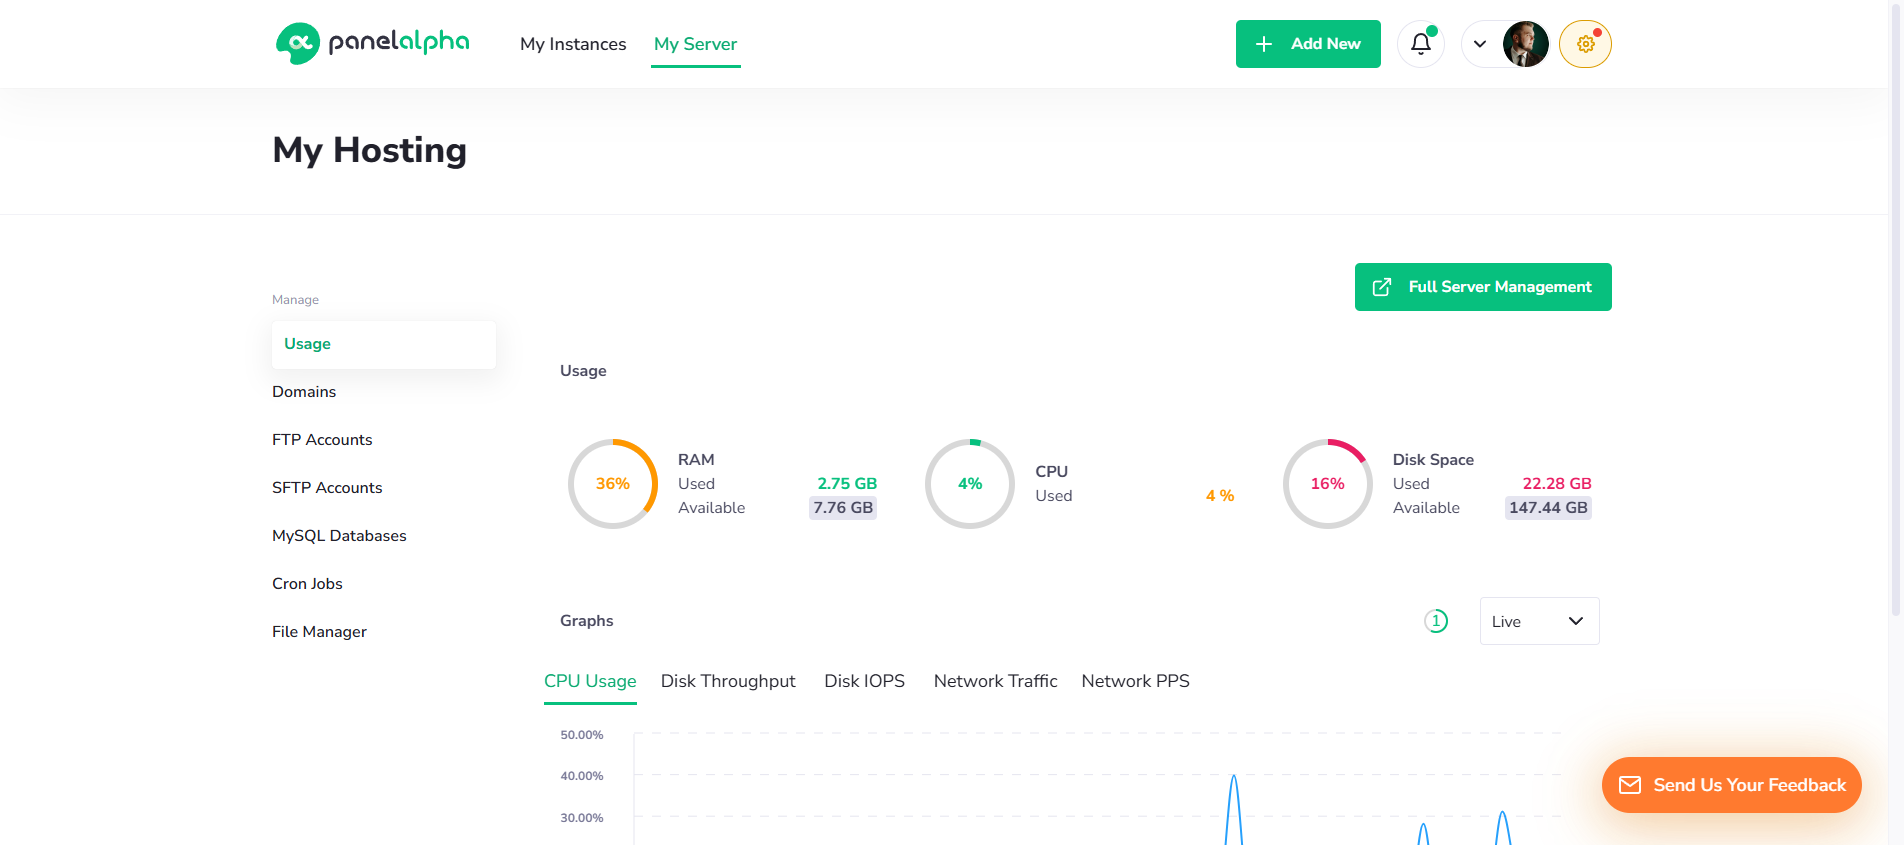 panelalpha
My Instances
My Server
Add New
My Hosting
Full Server Management
Manage
Usage
Domains
FTP Accounts
SFTP Accounts
MySQL Databases
Cron Jobs
File Manager
Usage
36%
RAM
Used 2.75 GB
Available 7.76 GB
4%
CPU
Used 4 %
16%
Disk Space
Used 22.28 GB
Available 147.44 GB
Graphs
1
Live
CPU Usage
Disk Throughput
Disk IOPS
Network Traffic
Network PPS
50.00%
40.00%
30.00%
Send Us Your Feedback